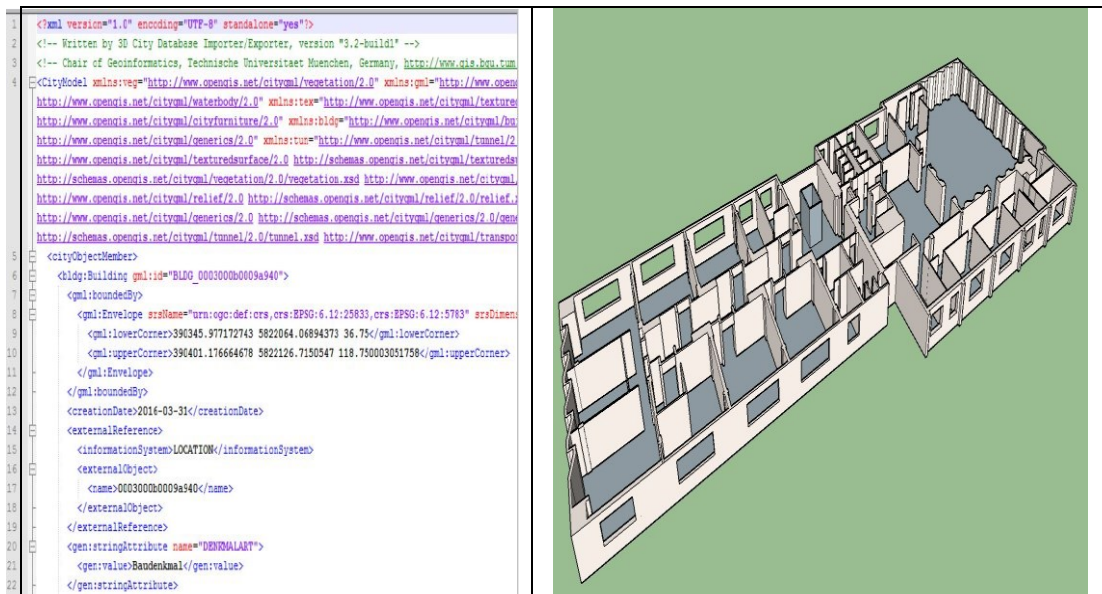 1 <?xml version="1.0" encoding="UTF-8" standalone="yes"?>
2 <!-- Written by 3D City Database Importer/Exporter, version "3.2-build1" -->
3 <!-- Chair of Geoinformatics, Technische Universitaet Muenchen, Germany, http://www.gis.bgu.tum
4 <CityModel xmlns:veg="http://www.opengis.net/citygml/vegetation/2.0" xmlns:gml="http://www.openg
http://www.opengis.net/citygml/waterbody/2.0" xmlns:tex="http://www.opengis.net/citygml/textured
http://www.opengis.net/citygml/cityfurniture/2.0" xmlns:bldg="http://www.opengis.net/citygml/bu
http://www.opengis.net/citygml/generics/2.0" xmlns:tun="http://www.opengis.net/citygml/tunnel/2
http://www.opengis.net/citygml/texturedsurface/2.0 http://schemas.opengis.net/citygml/texturedsu
http://schemas.opengis.net/citygml/vegetation/2.0/vegetation.xsd http://www.opengis.net/citygml/
http://www.opengis.net/citygml/relief/2.0 http://schemas.opengis.net/citygml/relief/2.0/relief.x
http://www.opengis.net/citygml/generics/2.0 http://schemas.opengis.net/citygml/generics/2.0/gene
http://schemas.opengis.net/citygml/tunnel/2.0/tunnel.xsd http://www.opengis.net/citygml/transpor
5 <cityObjectMember>
6 <bldg:Building gml:id="BLDG_0003000b0009a940">
7 <gml:boundedBy>
8 <gml:Envelope srsName="urn:ogc:def:crs,crs:EPSG:6.12:25833,crs:EPSG:6.12:5783" srsDimens
9 <gml:lowerCorner>390345.977172743 5822064.06894373 36.75</gml:lowerCorner>
10 <gml:upperCorner>390401.176664678 5822126.7150547 118.750003051758</gml:upperCorner>
11 </gml:Envelope>
12 </gml:boundedBy>
13 <creationDate>2016-03-31</creationDate>
14 <externalReference>
15 <informationSystem>LOCATION</informationSystem>
16 <externalObject>
17 <name>0003000b0009a940</name>
18 </externalObject>
19 </externalReference>
20 <gen:stringAttribute name="DENKMALART">
21 <gen:value>Baudenkmal</gen:value>
22 </gen:stringAttribute>